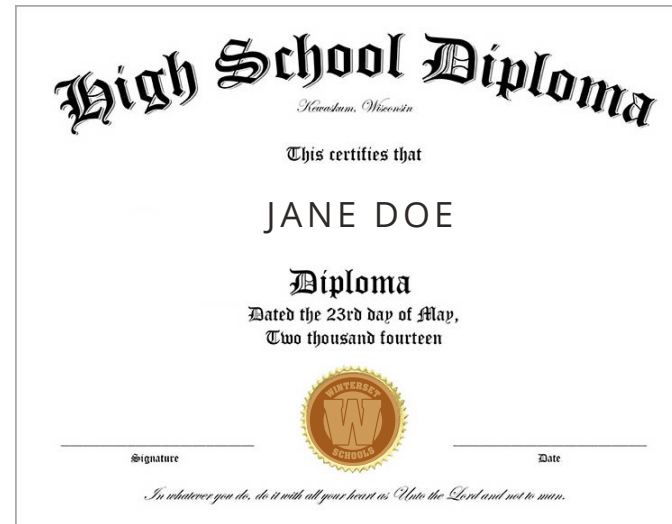 High School Diploma
Kewaskum, Wisconsin
This certifies that
JANE DOE
Diploma
Dated the 23rd day of May,
Two thousand fourteen
WINTERSET
W
SCHOOLS
Signature
Date
In whatever you do, do it with all your heart as Unto the Lord and not to man.